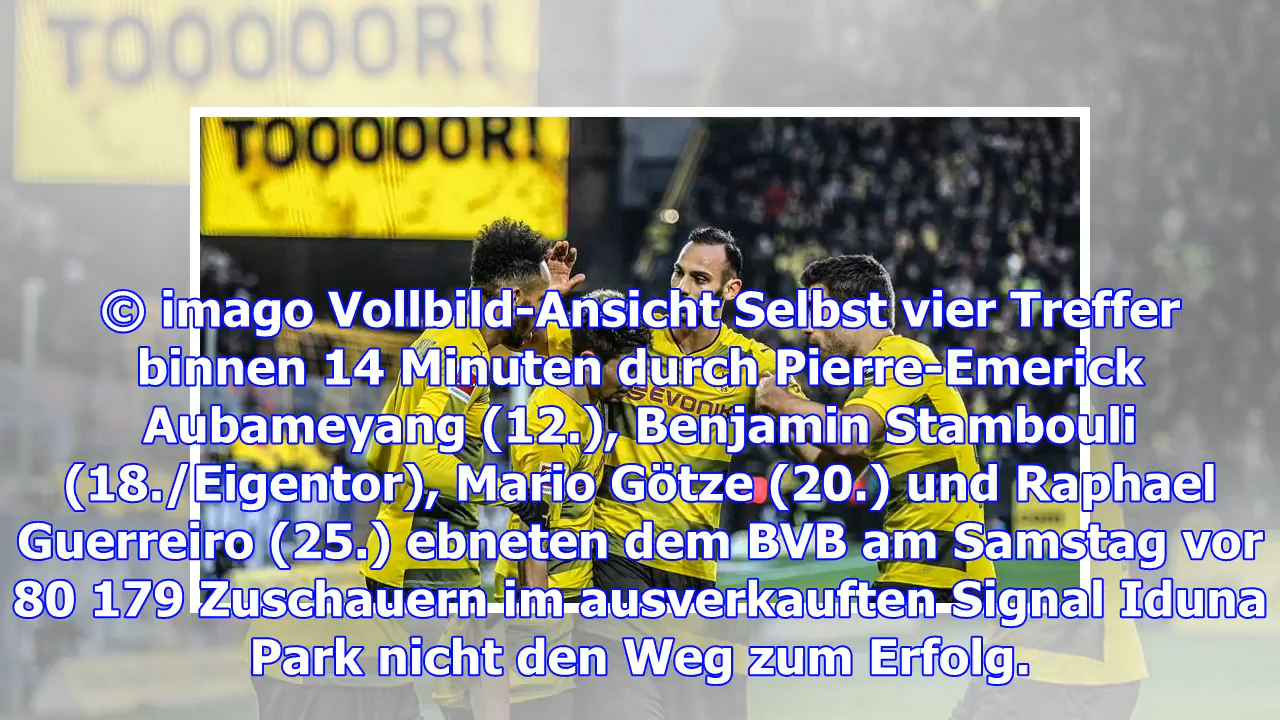 TOOOOOR!
TOOOOOR!
© imago Vollbild-Ansicht Selbst vier Treffer
binnen 14 Minuten durch Pierre-Emerick
Aubameyang (12.), Benjamin Stambouli
(18./Eigentor), Mario Götze (20.) und Raphael
Guerreiro (25.) ebneten dem BVB am Samstag vor
80 179 Zuschauern im ausverkauften Signal Iduna
Park nicht den Weg zum Erfolg.
EVONIK